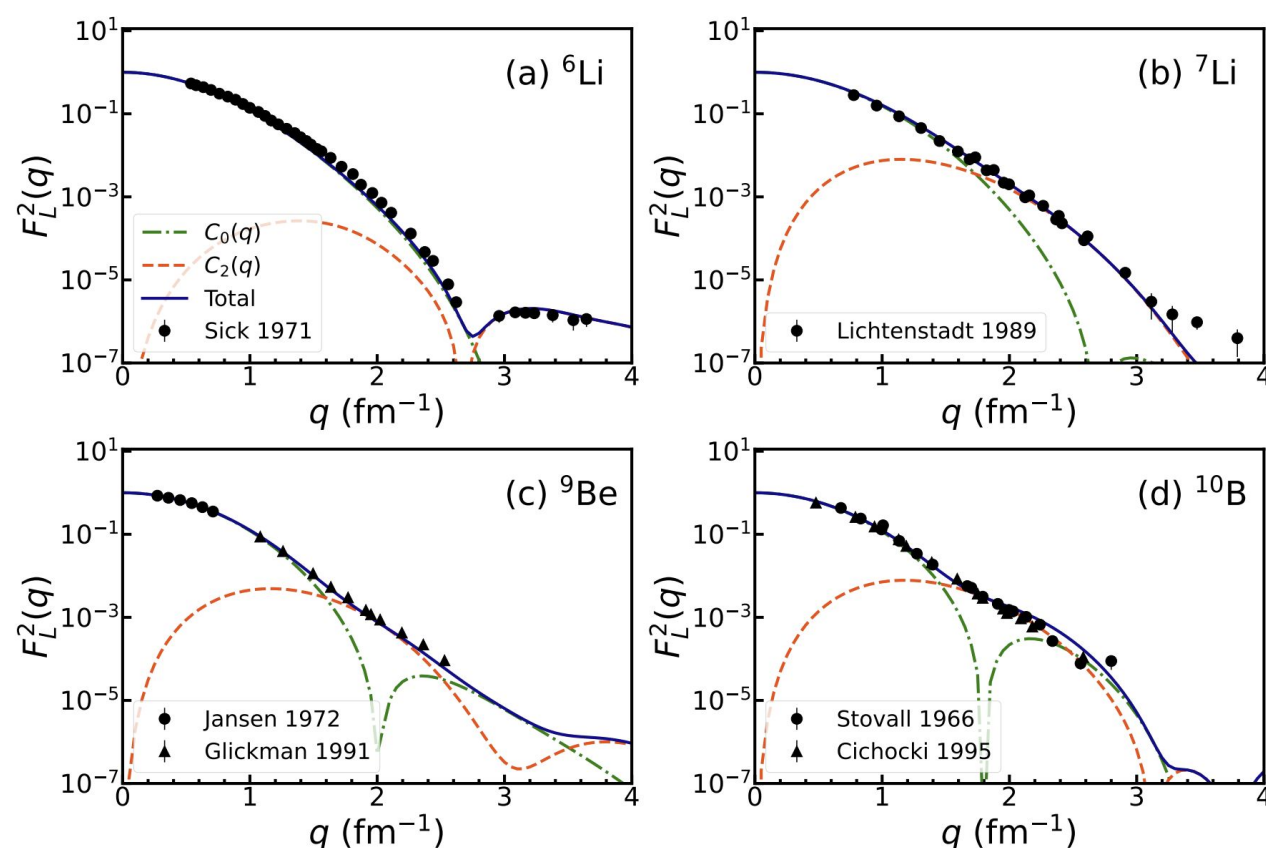 (a) ⁶Li
10¹
10⁻¹
10⁻³
10⁻⁵
10⁻⁷
F_L²(q)
C₀(q)
C₂(q)
Total
Sick 1971
0 1 2 3 4
q (fm⁻¹)
(b) ⁷Li
10¹
10⁻¹
10⁻³
10⁻⁵
10⁻⁷
F_L²(q)
Lichtenstadt 1989
0 1 2 3 4
q (fm⁻¹)
(c) ⁹Be
10¹
10⁻¹
10⁻³
10⁻⁵
10⁻⁷
F_L²(q)
Jansen 1972
Glickman 1991
0 1 2 3 4
q (fm⁻¹)
(d) ¹⁰B
10¹
10⁻¹
10⁻³
10⁻⁵
10⁻⁷
F_L²(q)
Stovall 1966
Cichocki 1995
0 1 2 3 4
q (fm⁻¹)